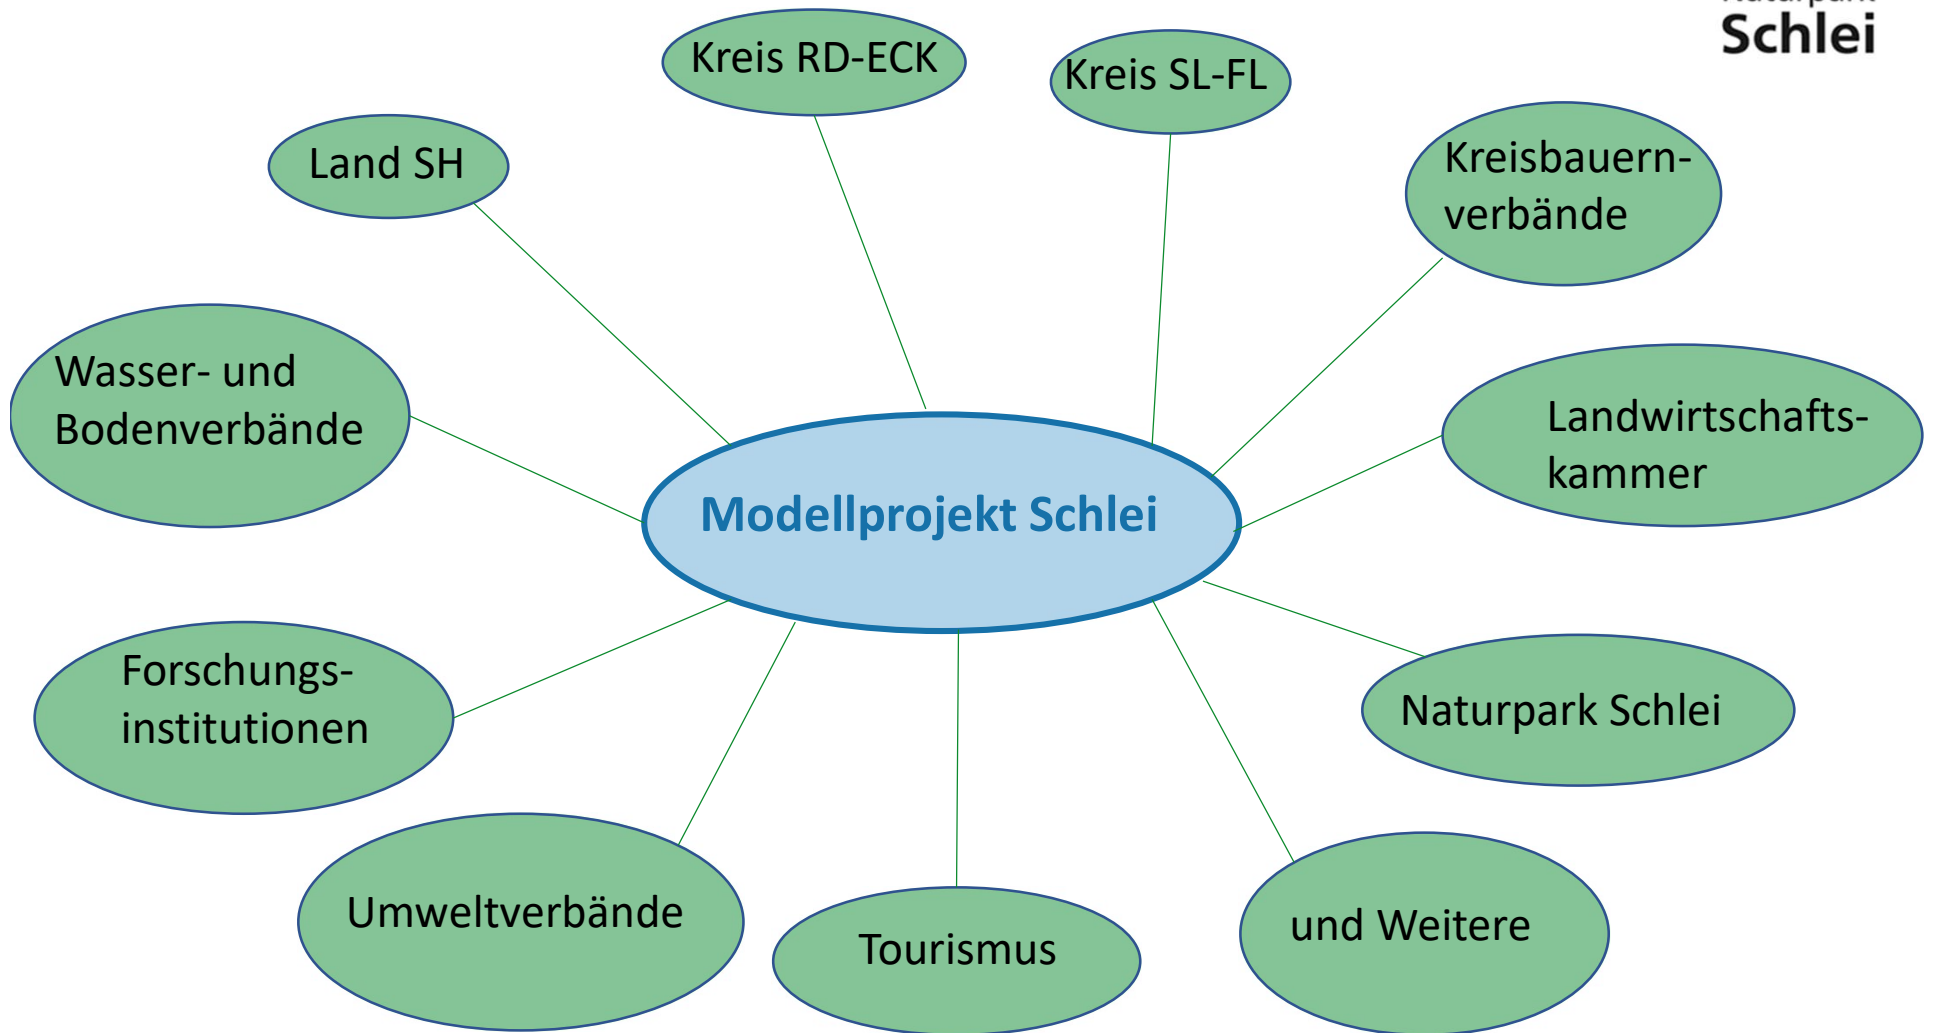 Schlei
Kreis RD-ECK
Kreis SL-FL
Land SH
Kreisbauern-
verbände
Wasser- und
Bodenverbände
Landwirtschafts-
kammer
Modellprojekt Schlei
Forschungs-
institutionen
Naturpark Schlei
Umweltverbände
Tourismus
und Weitere